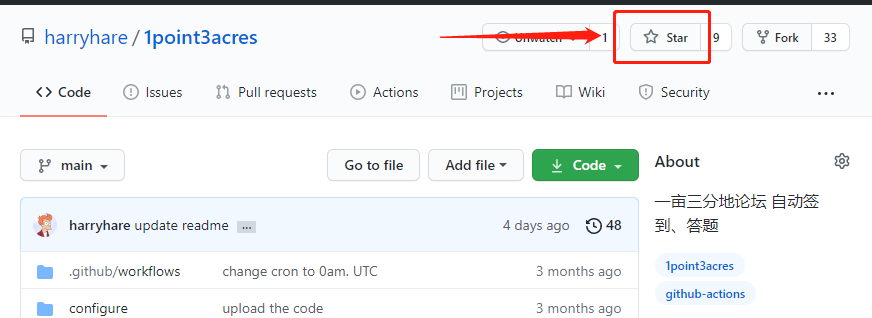 harryhare / 1point3acres
Unwatch 1 Star 9 Fork 33
Code Issues Pull requests Actions Projects Wiki Security ...
main Go to file Add file Code About
一亩三分地论坛 自动签
到、答题
harryhare update readme ... 4 days ago 48
1point3acres
.github/workflows change cron to 0am. UTC 3 months ago
github-actions
configure upload the code 3 months ago